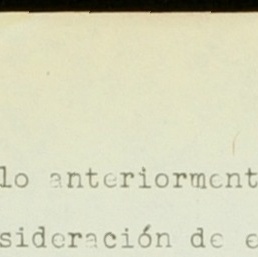 lo anteriorment
sideración de e